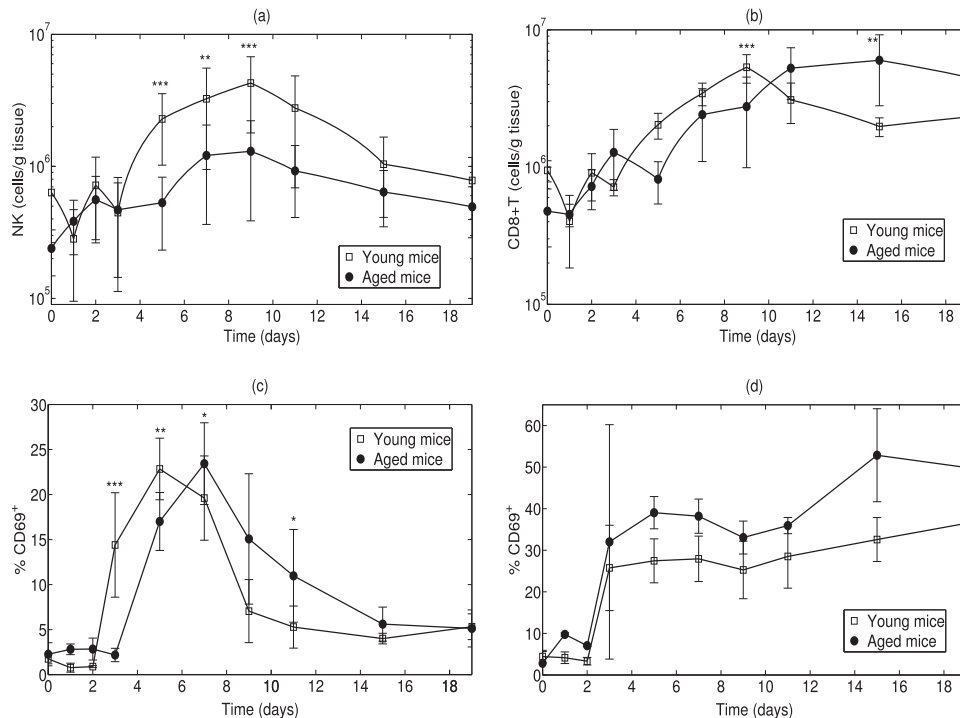 (a)
10^7
10^6
10^5
NK (cells/g tissue)
*** ** ***
Young mice
Aged mice
0 2 4 6 8 10 12 14 16 18
Time (days)
(b)
10^7
10^6
10^5
CD8+T (cells/g tissue)
*** **
Young mice
Aged mice
0 2 4 6 8 10 12 14 16 18
Time (days)
(c)
30
25
20
15
10
5
0
% CD69^+
*** ** * *
Young mice
Aged mice
0 2 4 6 8 10 12 14 16 18
Time (days)
(d)
60
50
40
30
20
10
0
% CD69^+
Young mice
Aged mice
0 2 4 6 8 10 12 14 16 18
Time (days)